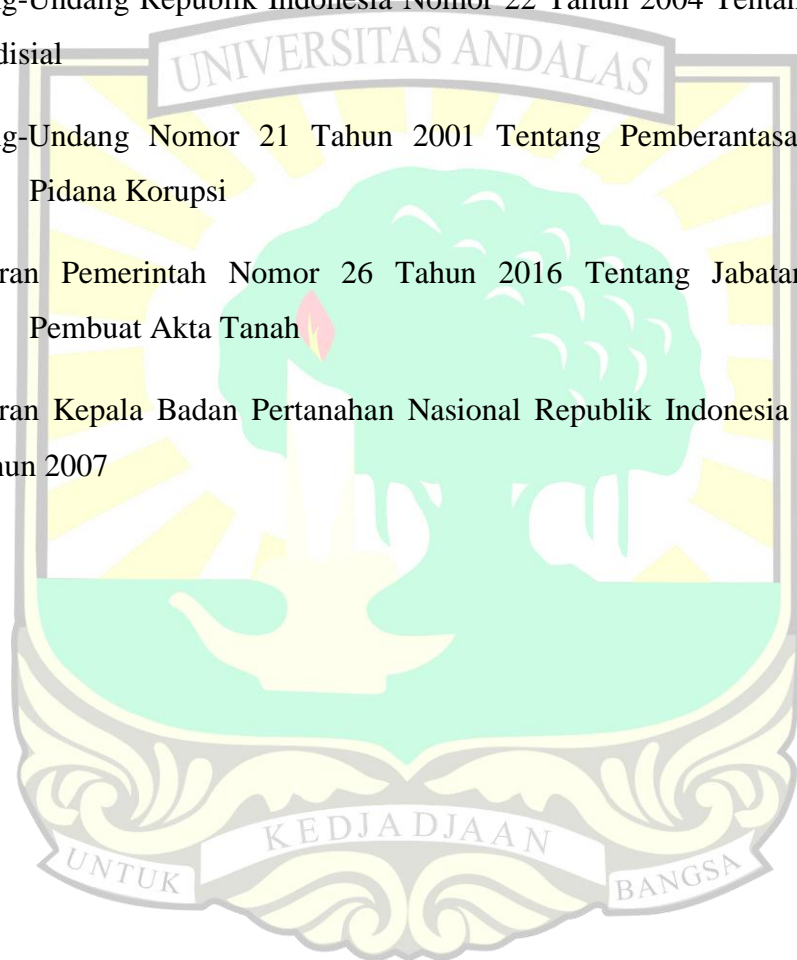 g-Undang Republik Indonesia Nomor 22 Tahun 2004 Tentan
disial
UNIVERSITAS ANDALAS
g-Undang Nomor 21 Tahun 2001 Tentang Pemberantasa
Pidana Korupsi
ran Pemerintah Nomor 26 Tahun 2016 Tentang Jabatan
Pembuat Akta Tanah
ran Kepala Badan Pertanahan Nasional Republik Indonesia
hun 2007
UNTUK KEDJADJAAN BANGSA